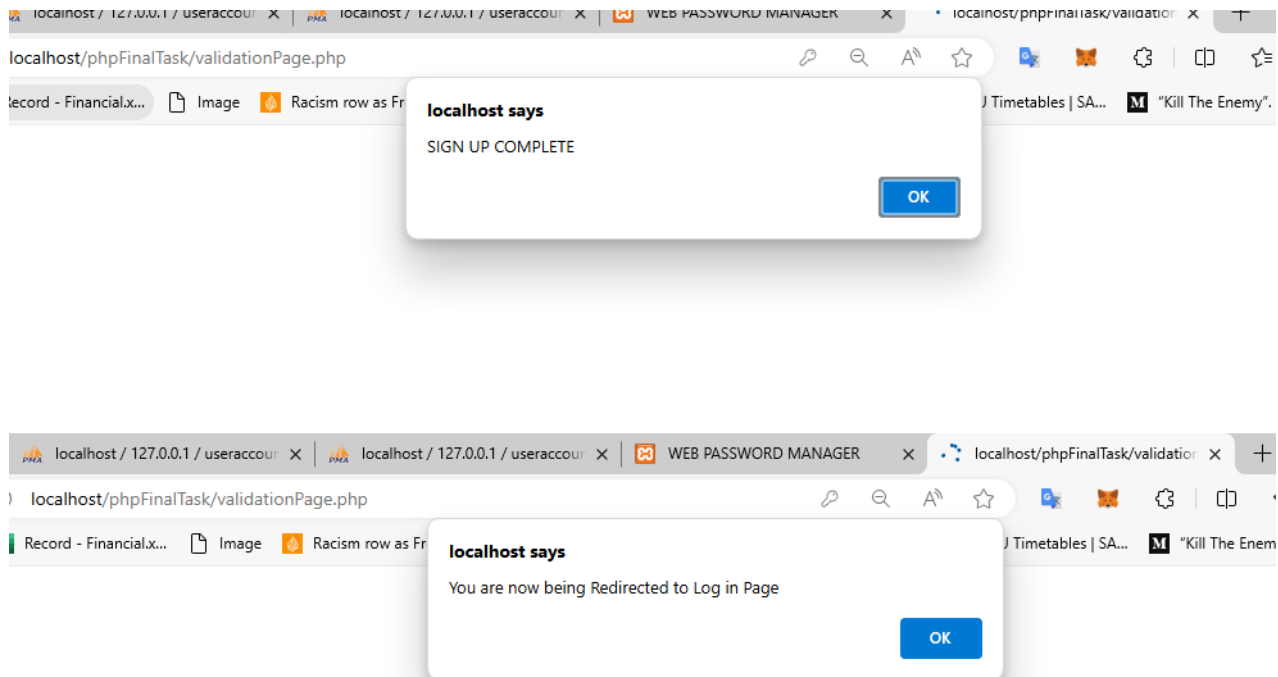 localhost / 127.0.0.1 / useraccour
localhost / 127.0.0.1 / useraccour
WEB PASSWORD MANAGER
localhost/phpFinalTask/validation
localhost/phpFinalTask/validationPage.php
Record - Financial.x...
Image
Racism row as Fr
J Timetables | SA...
M "Kill The Enemy".
localhost says
SIGN UP COMPLETE
OK
PMA localhost / 127.0.0.1 / useraccour
PMA localhost / 127.0.0.1 / useraccour
WEB PASSWORD MANAGER
localhost/phpFinalTask/validation
localhost/phpFinalTask/validationPage.php
Record - Financial.x...
Image
Racism row as Fr
J Timetables | SA...
M "Kill The Enem
localhost says
You are now being Redirected to Log in Page
OK